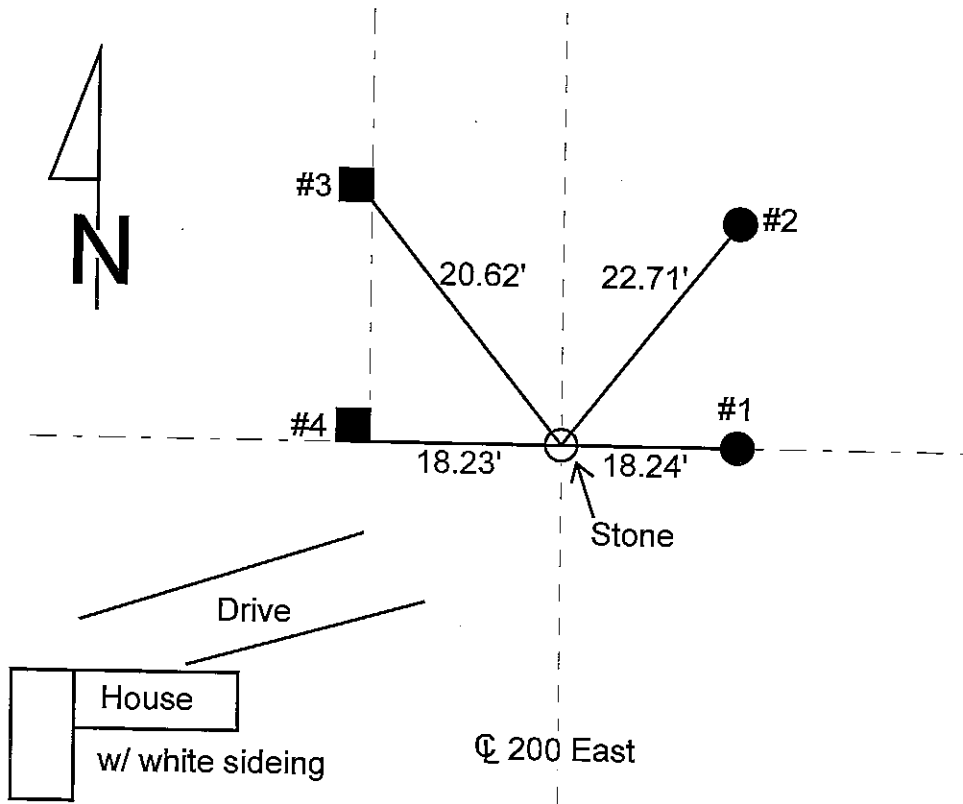 N
#3
#2
20.62'
22.71'
#4
#1
18.23'
18.24'
Stone
Drive
House
w/ white sideing
℄ 200 East